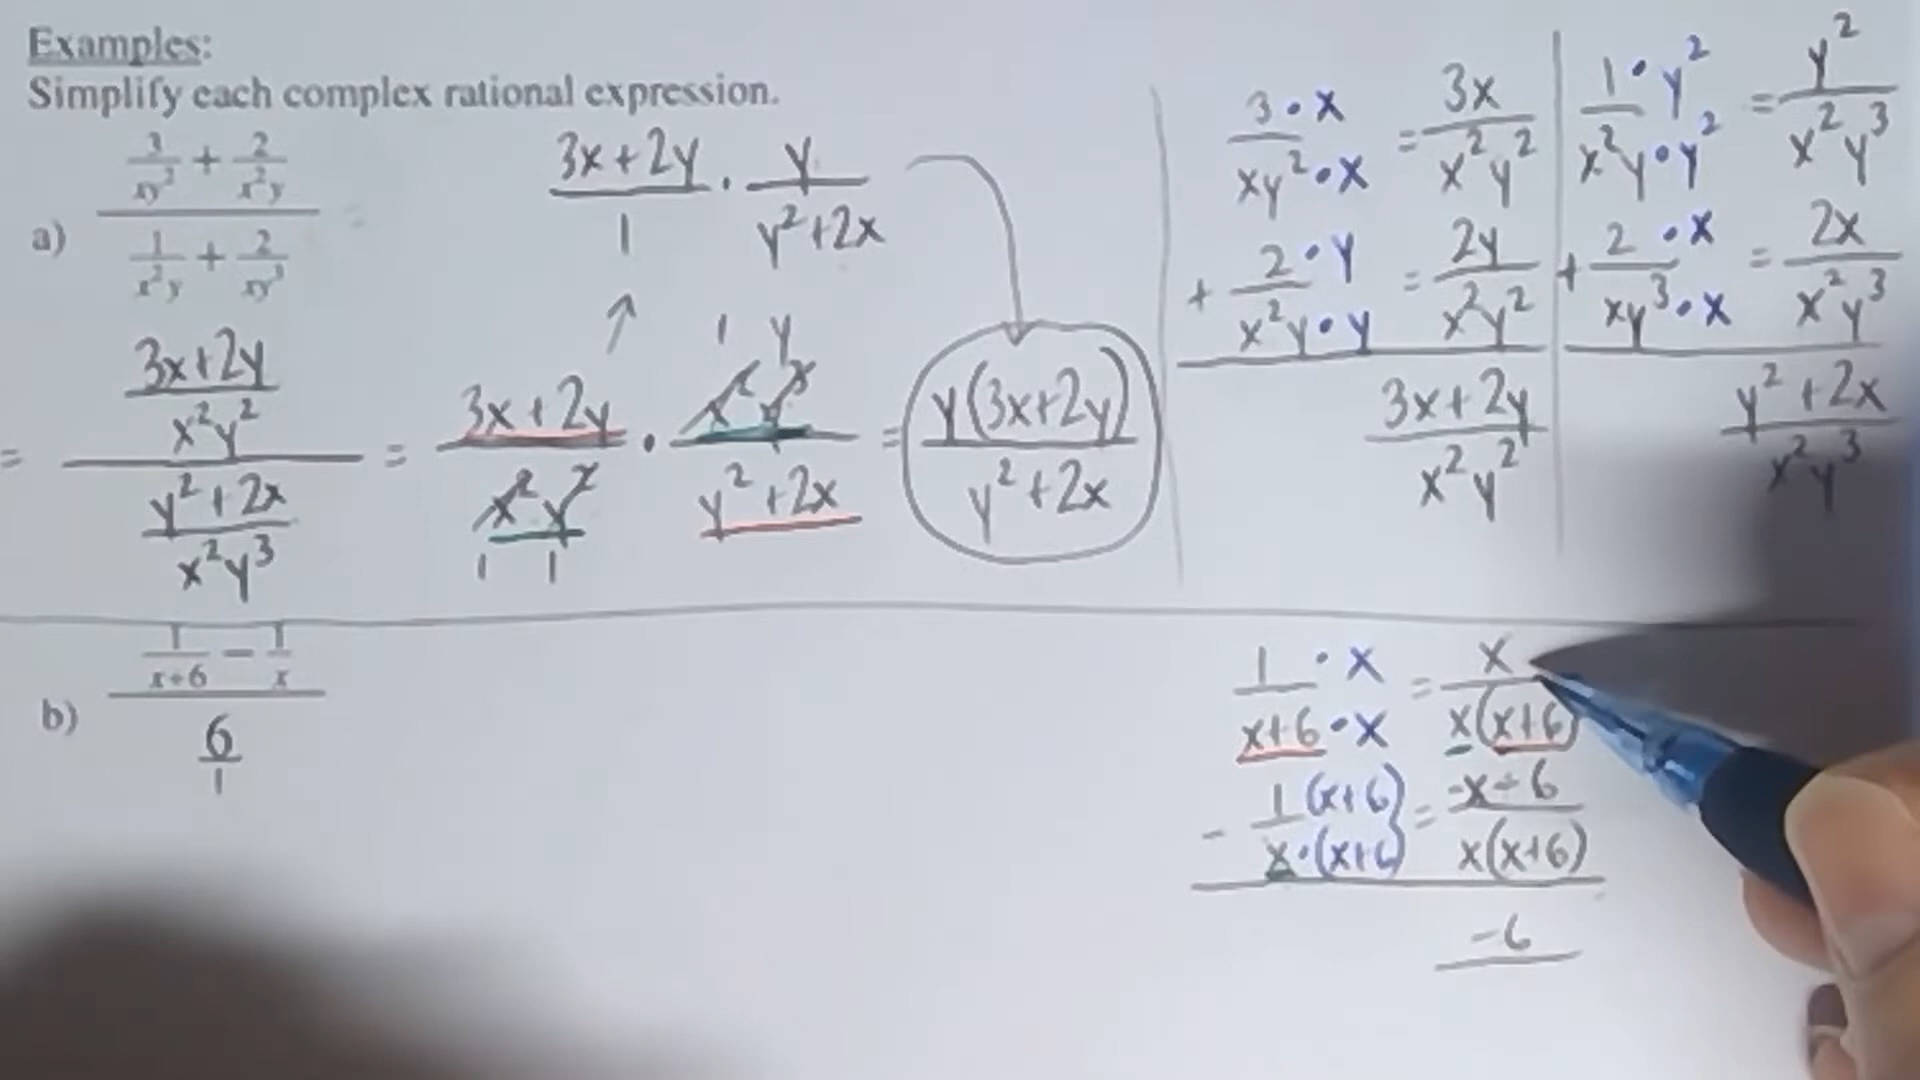 Examples:
Simplify each complex rational expression.
a) (3/(xy²) + 2/(x²y)) / (1/(x²y) + 2/(xy³)) =
(3x+2y)/1 · y/(y²+2x)
= ((3x+2y)/(x²y²)) / ((y²+2x)/(x²y³)) = (3x+2y)/(x²y²) · (x²y³)/(y²+2x) = y(3x+2y)/(y²+2x)
1 y
1 1
(3·x)/(xy²·x) = 3x/(x²y²)
+ (2·y)/(x²y·y) = 2y/(x²y²)
(3x+2y)/(x²y²)
(1·y²)/(x²y·y²) = y²/(x²y³)
+ (2·x)/(xy³·x) = 2x/(x²y³)
(y²+2x)/(x²y³)
b) (1/(x+6) − 1/x) / (6/1)
(1·x)/(x+6·x) = x/(x(x+6))
- (1(x+6))/(x·(x+6)) = (-x-6)/(x(x+6))
-6